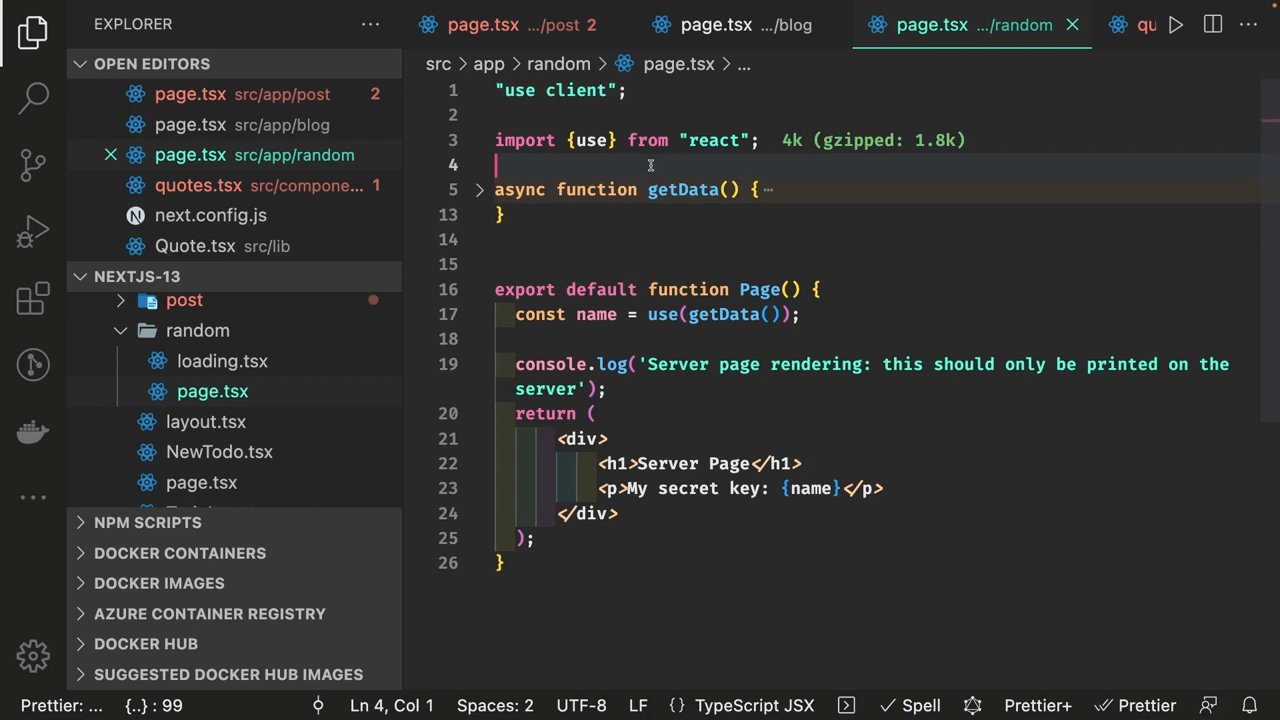 EXPLORER
OPEN EDITORS
page.tsx src/app/post 2
page.tsx src/app/blog
page.tsx src/app/random
quotes.tsx src/compone... 1
next.config.js
Quote.tsx src/lib
NEXTJS-13
post
random
loading.tsx
page.tsx
layout.tsx
NewTodo.tsx
page.tsx
NPM SCRIPTS
DOCKER CONTAINERS
DOCKER IMAGES
AZURE CONTAINER REGISTRY
DOCKER HUB
SUGGESTED DOCKER HUB IMAGES
page.tsx .../post 2
page.tsx .../blog
page.tsx .../random
qu
src > app > random > page.tsx > ...
1 "use client";
2
3 import {use} from "react"; 4k (gzipped: 1.8k)
4
5 async function getData() {⋯
13 }
14
15
16 export default function Page() {
17 const name = use(getData());
18
19 console.log('Server page rendering: this should only be printed on the
server');
20 return (
21 <div>
22 <h1>Server Page</h1>
23 <p>My secret key: {name}</p>
24 </div>
25 );
26 }
Prettier: ... {..} : 99 Ln 4, Col 1 Spaces: 2 UTF-8 LF {} TypeScript JSX Spell Prettier+ Prettier